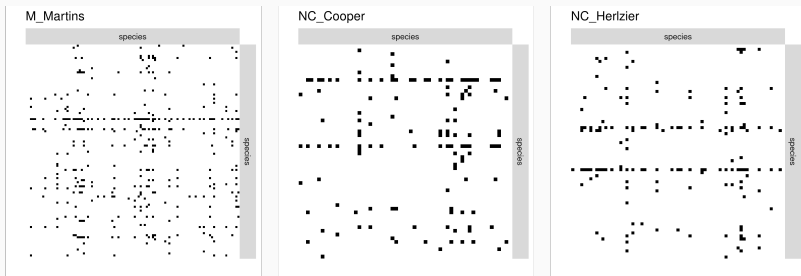 M_Martins
species
species
NC_Cooper
species
species
NC_Herlzier
species
species